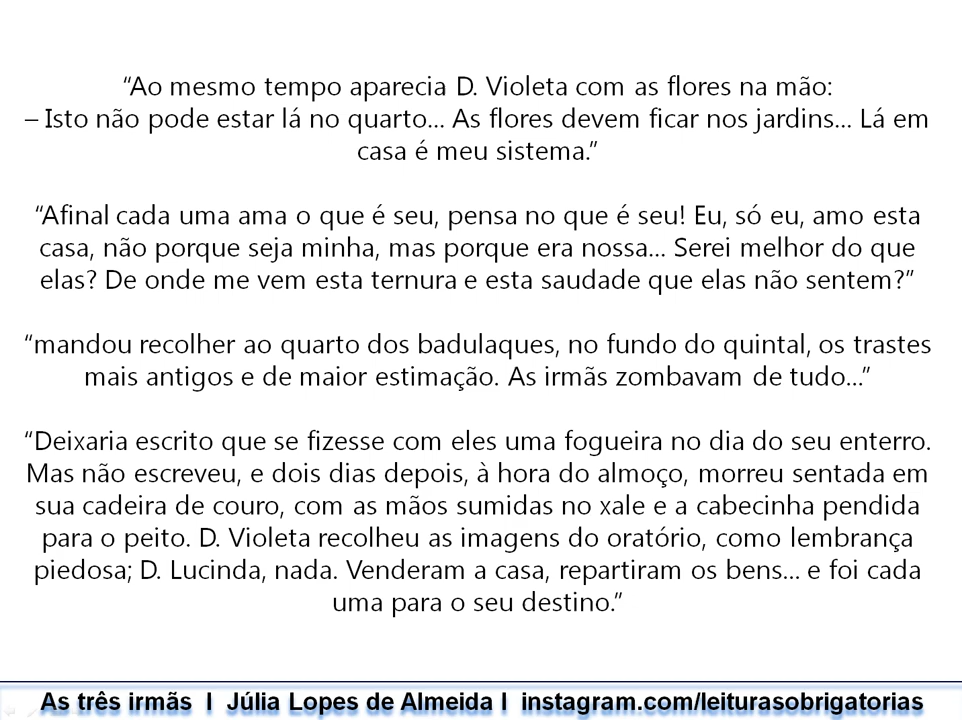 “Ao mesmo tempo aparecia D. Violeta com as flores na mão:
– Isto não pode estar lá no quarto... As flores devem ficar nos jardins... Lá em
casa é meu sistema.”
“Afinal cada uma ama o que é seu, pensa no que é seu! Eu, só eu, amo esta
casa, não porque seja minha, mas porque era nossa... Serei melhor do que
elas? De onde me vem esta ternura e esta saudade que elas não sentem?”
“mandou recolher ao quarto dos badulaques, no fundo do quintal, os trastes
mais antigos e de maior estimação. As irmãs zombavam de tudo...”
“Deixaria escrito que se fizesse com eles uma fogueira no dia do seu enterro.
Mas não escreveu, e dois dias depois, à hora do almoço, morreu sentada em
sua cadeira de couro, com as mãos sumidas no xale e a cabecinha pendida
para o peito. D. Violeta recolheu as imagens do oratório, como lembrança
piedosa; D. Lucinda, nada. Venderam a casa, repartiram os bens... e foi cada
uma para o seu destino.”
As três irmãs I Júlia Lopes de Almeida I instagram.com/leiturasobrigatorias